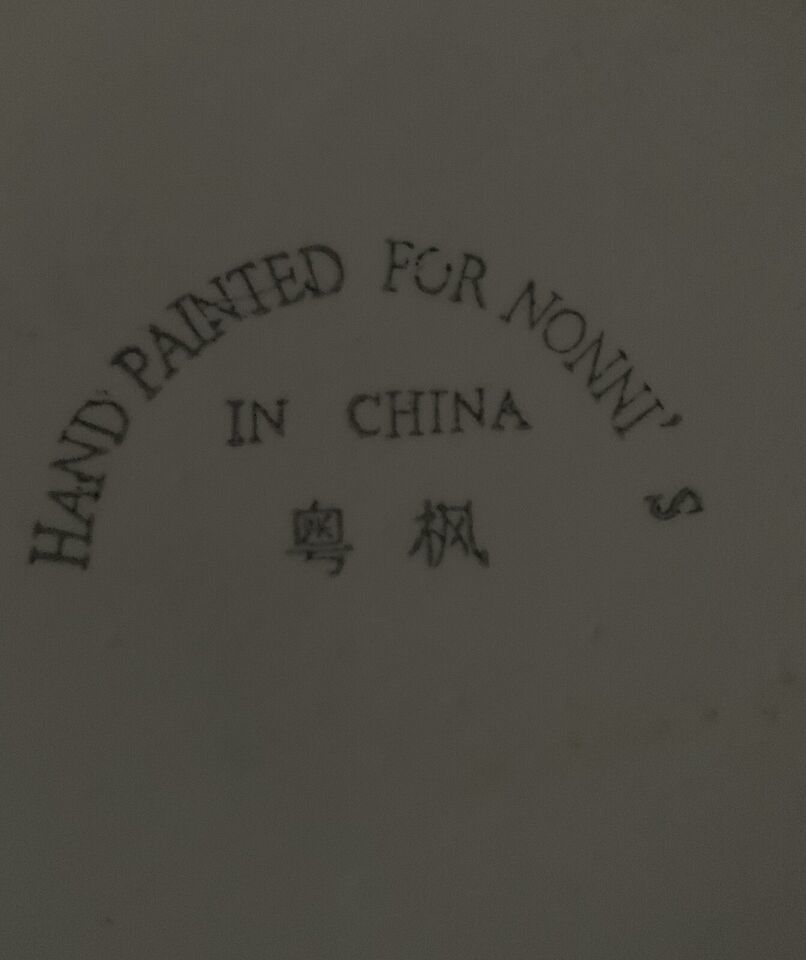 HAND PAINTED FOR NONNI'S
IN CHINA
粤枫